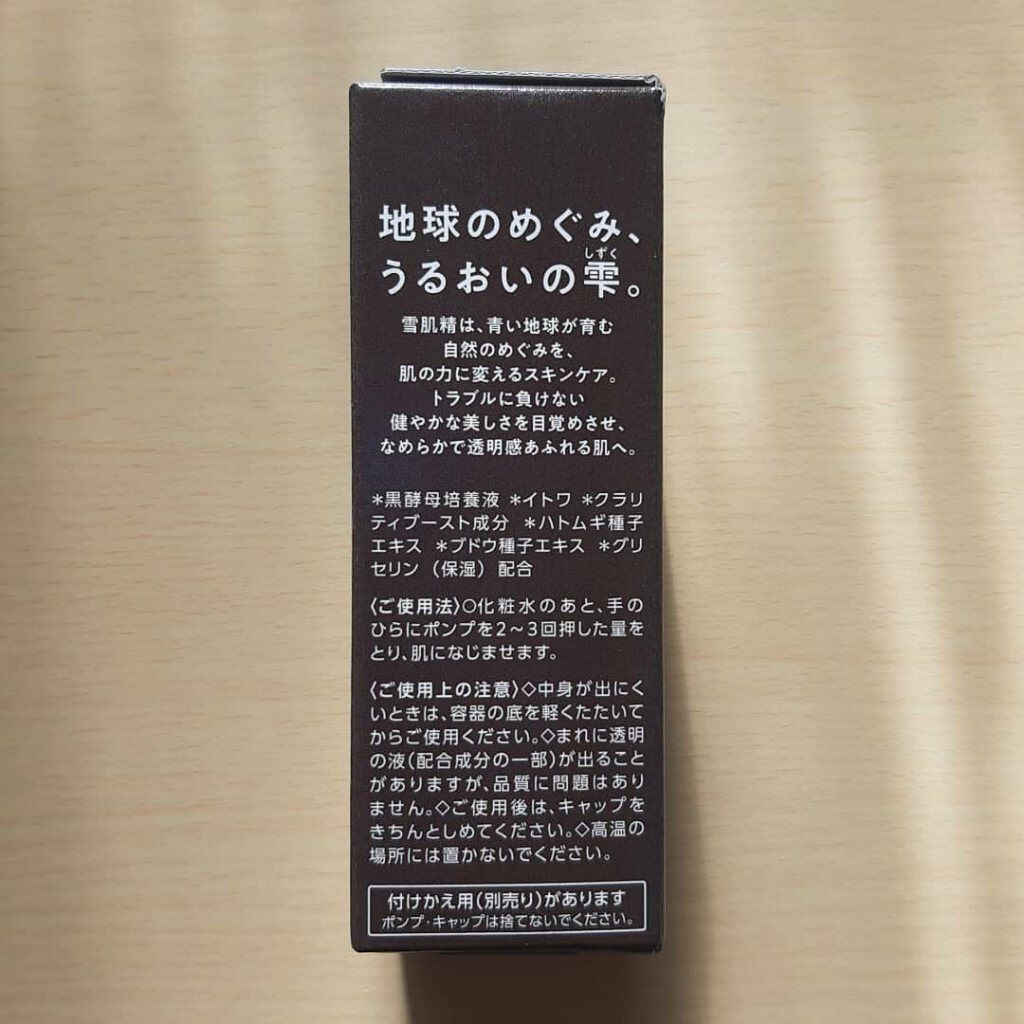 地球のめぐみ、
しずく
うるおいの雫。
雪肌精は、青い地球が育む
自然のめぐみを、
肌の力に変えるスキンケア。
トラブルに負けない
健やかな美しさを目覚めさせ、
なめらかで透明感あふれる肌へ。
*黒酵母培養液 *イトワ *クラリ
ティブースト成分 *ハトムギ種子
エキス *ブドウ種子エキス *グリ
セリン (保湿) 配合
〈ご使用法〉○化粧水のあと、手の
ひらにポンプを2~3回押した量を
とり、肌になじませます。
〈ご使用上の注意〉◇中身が出にく
いときは、容器の底を軽くたたいて
からご使用ください。◇まれに透明
の液(配合成分の一部)が出ること
がありますが、品質に問題はあり
ません。◇ご使用後は、キャップを
きちんとしめてください。◇高温の
場所には置かないでください。
付けかえ用(別売り)があります
ポンプ・キャップは捨てないでください。